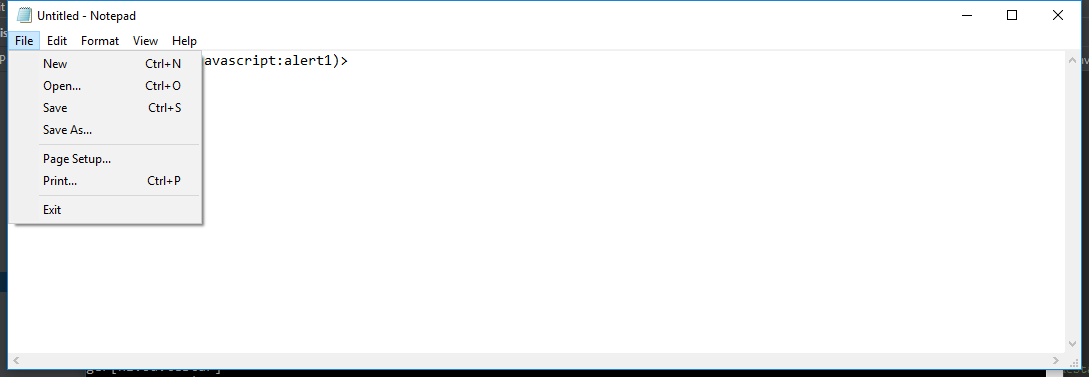 Untitled - Notepad
File Edit Format View Help
avascript:alert1)>
New Ctrl+N
Open... Ctrl+O
Save Ctrl+S
Save As...
Page Setup...
Print... Ctrl+P
Exit